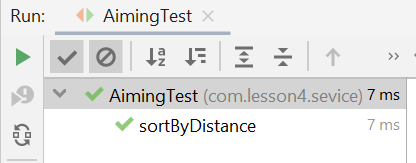 Run: AimingTest
AimingTest (com.lesson4.sevice) 7 ms
sortByDistance 7 ms